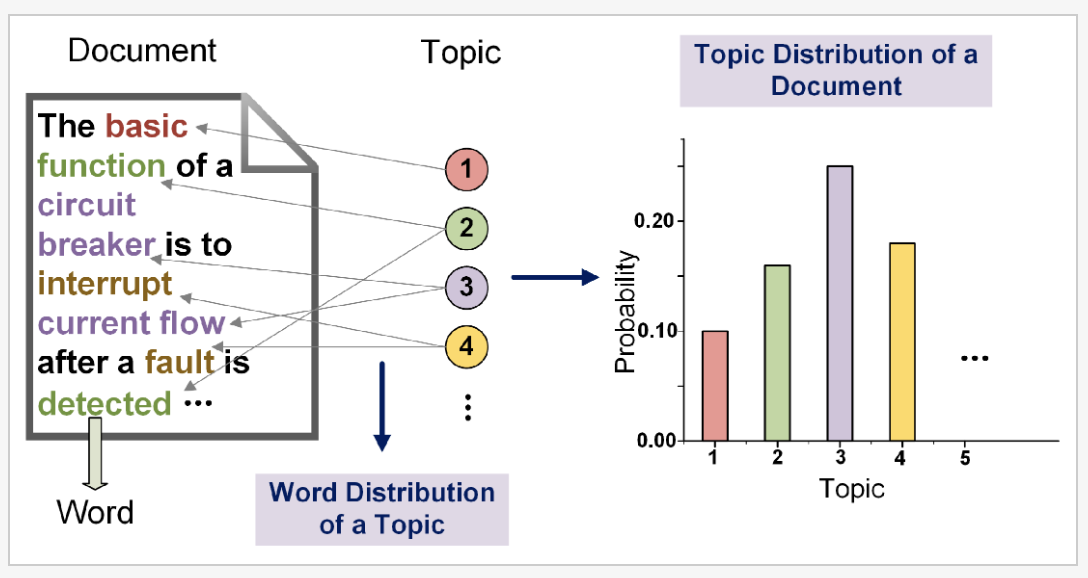 Document
The basic
function of a
circuit
breaker is to
interrupt
current flow
after a fault is
detected ...
Word
Topic
1
2
3
4
⋮
Word Distribution
of a Topic
Topic Distribution of a
Document
Probability
0.20
0.10
0.00
...
1 2 3 4 5
Topic